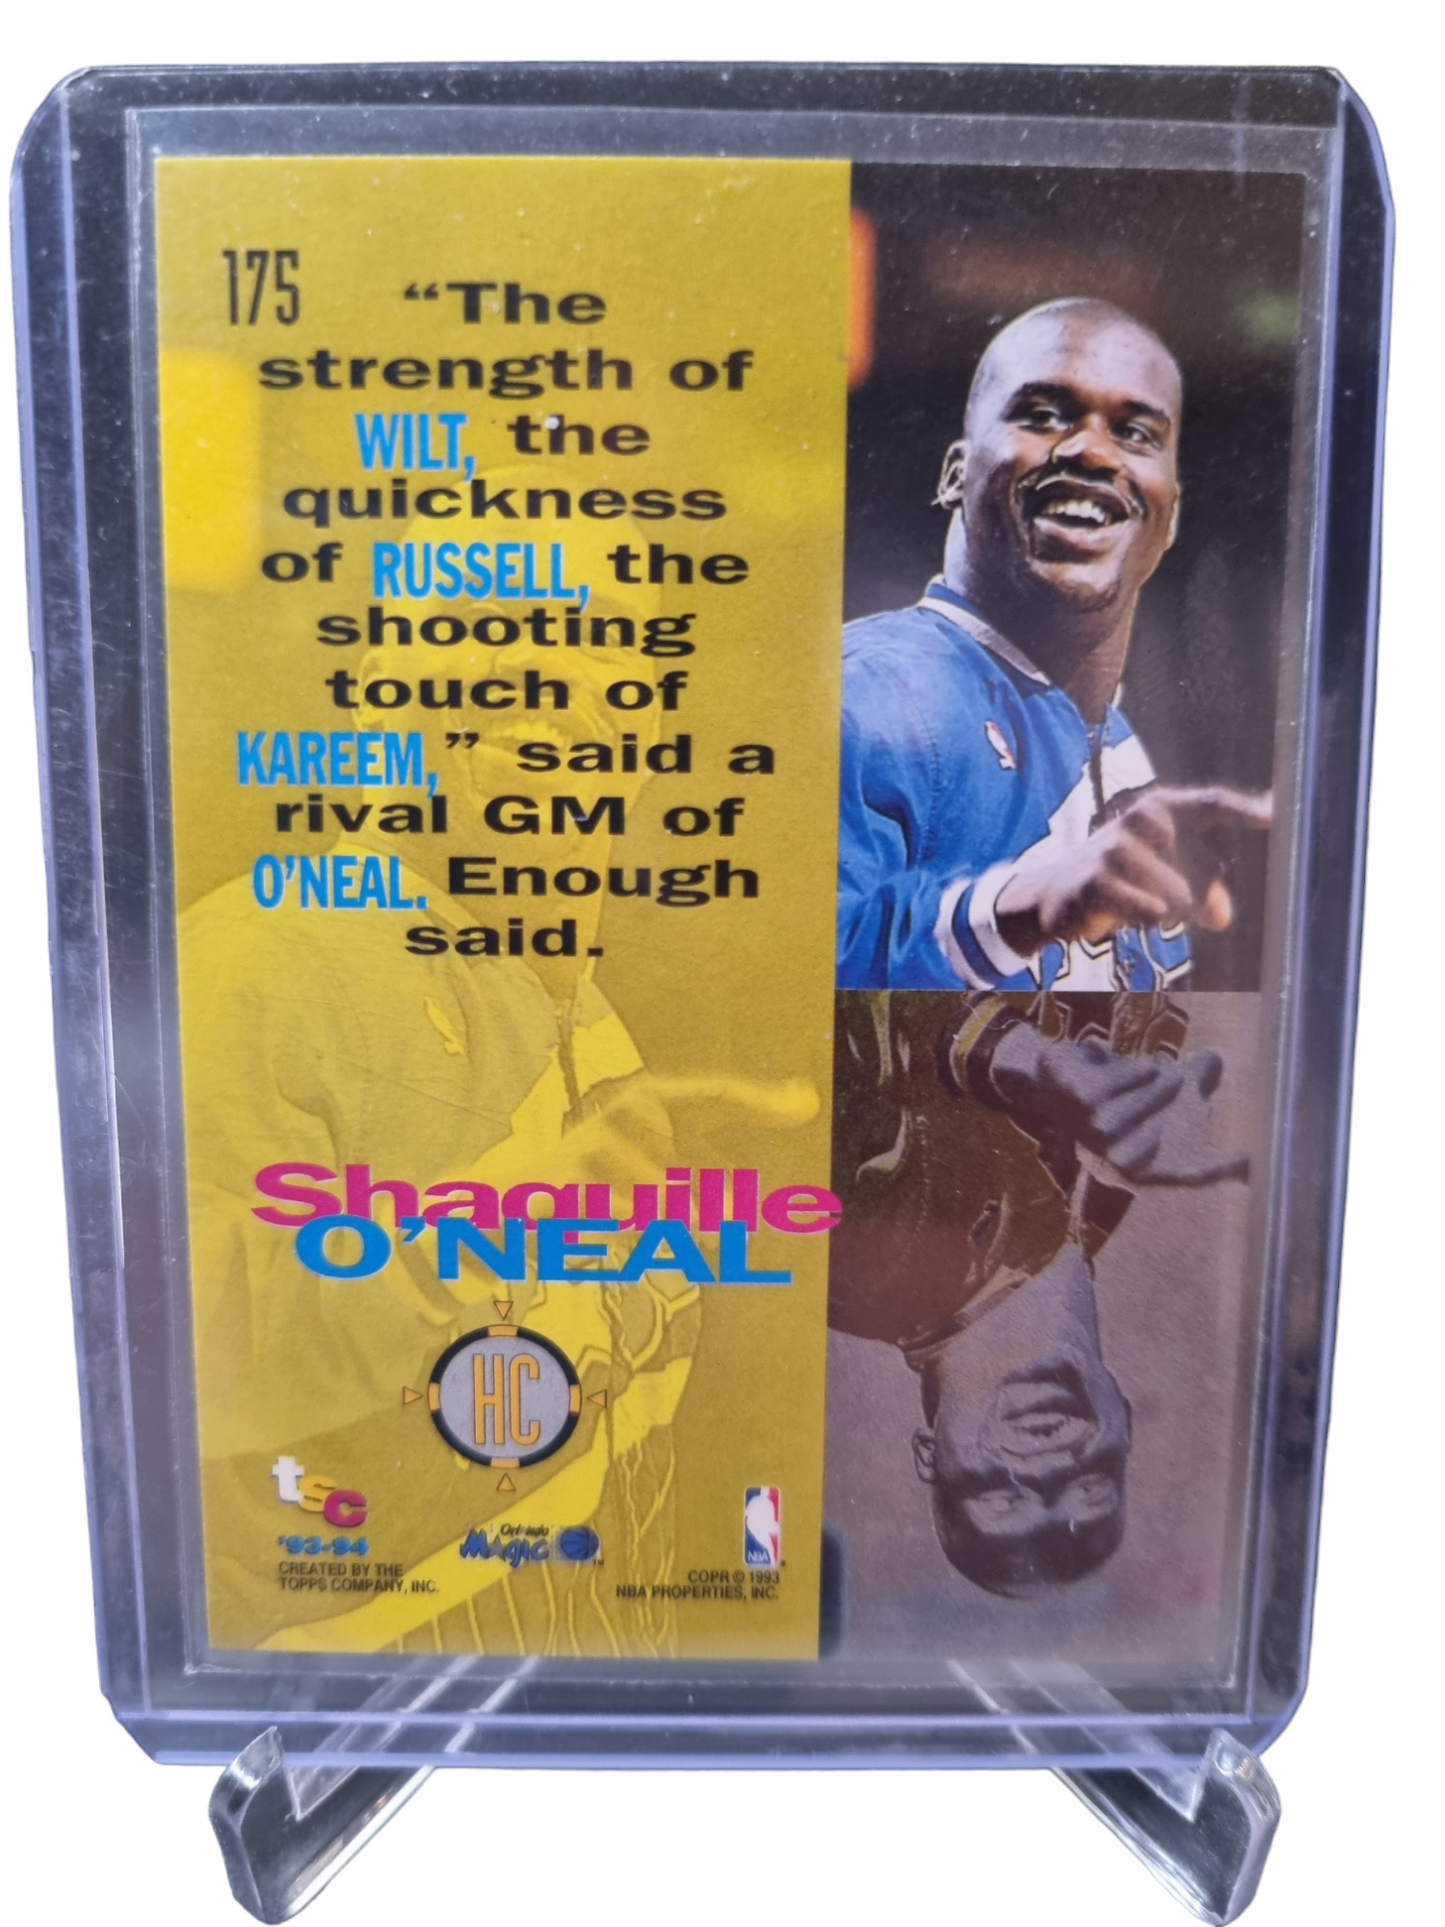 175
“The
strength of
WILT, the
quickness
of RUSSELL, the
shooting
touch of
KAREEM,” said a
rival GM of
O’NEAL. Enough
said.
Shaquille
O’NEAL
HC
tsc
’93-94
CREATED BY THE
TOPPS COMPANY, INC.
Orlando
MAGIC
TM
NBA
®
COPR © 1993
NBA PROPERTIES, INC.